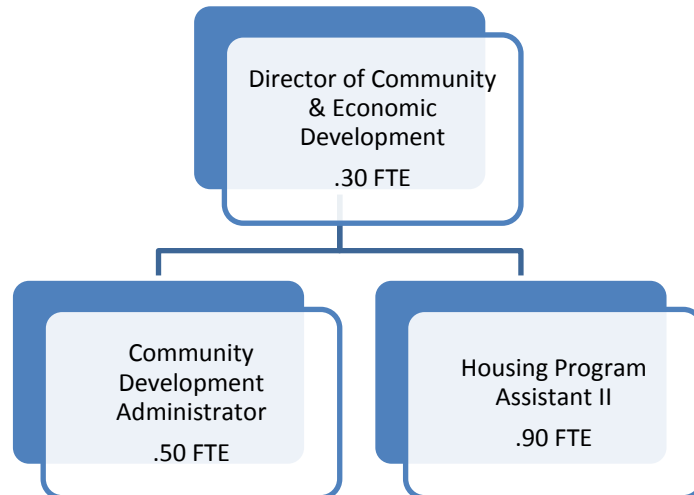 Director of Community
& Economic
Development
.30 FTE
Community
Development
Administrator
.50 FTE
Housing Program
Assistant II
.90 FTE